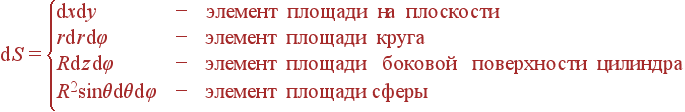 dxdy – элемент площади на плоскости
rdrdφ – элемент площади круга
dS = Rdzdφ – элемент площади боковой поверхности цилиндра
R²sinθdθdφ – элемент площади сферы